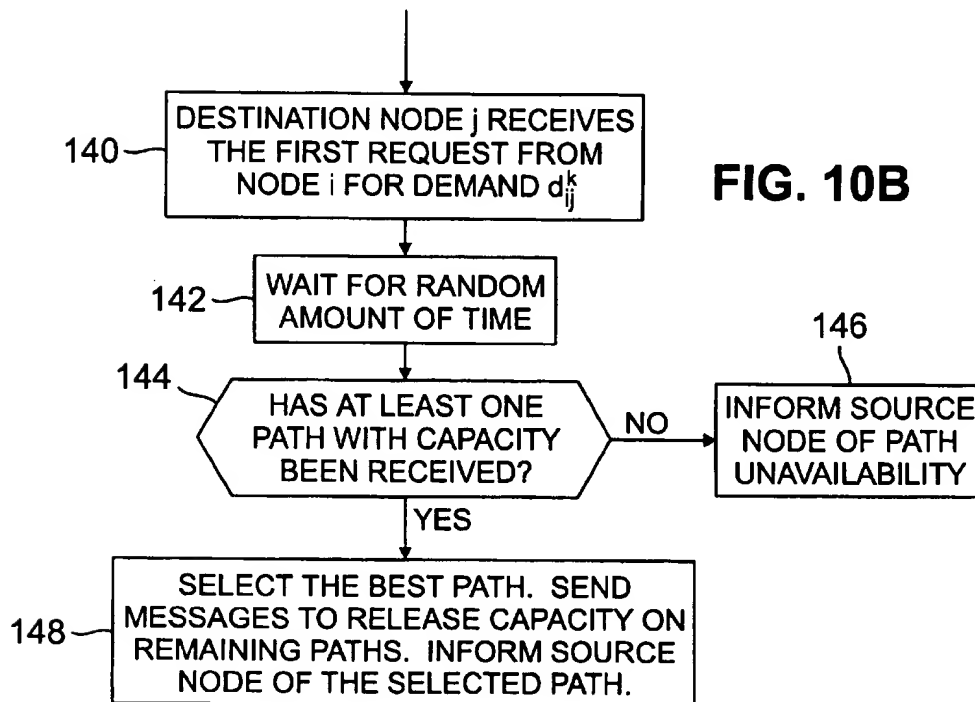 140
DESTINATION NODE j RECEIVES
THE FIRST REQUEST FROM
NODE i FOR DEMAND d_{ij}^{k}
FIG. 10B
142
WAIT FOR RANDOM
AMOUNT OF TIME
144
HAS AT LEAST ONE
PATH WITH CAPACITY
BEEN RECEIVED?
NO
146
INFORM SOURCE
NODE OF PATH
UNAVAILABILITY
YES
148
SELECT THE BEST PATH. SEND
MESSAGES TO RELEASE CAPACITY ON
REMAINING PATHS. INFORM SOURCE
NODE OF THE SELECTED PATH.